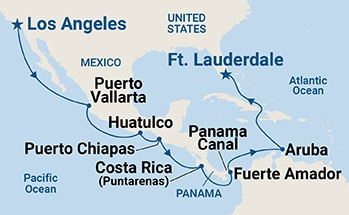 UNITED
STATES
Los Angeles
MEXICO
Ft. Lauderdale
Puerto
Vallarta
Atlantic
Ocean
Huatulco
Panama
Canal
Puerto Chiapas
Aruba
Costa Rica
(Puntarenas)
Pacific
Ocean
PANAMA
Fuerte Amador